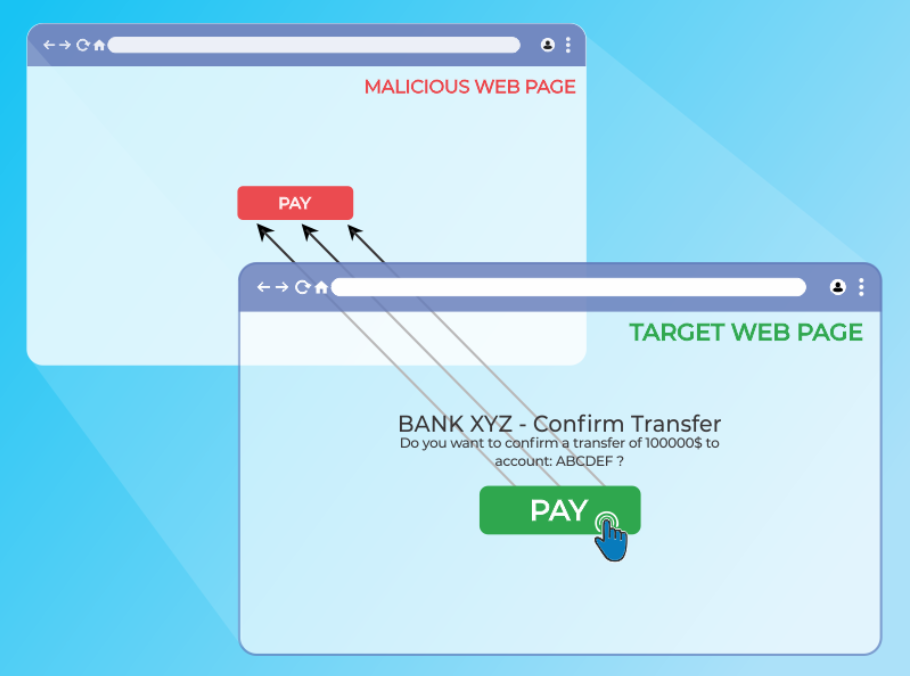 MALICIOUS WEB PAGE
PAY
TARGET WEB PAGE
BANK XYZ - Confirm Transfer
Do you want to confirm a transfer of 100000$ to
account: ABCDEF ?
PAY